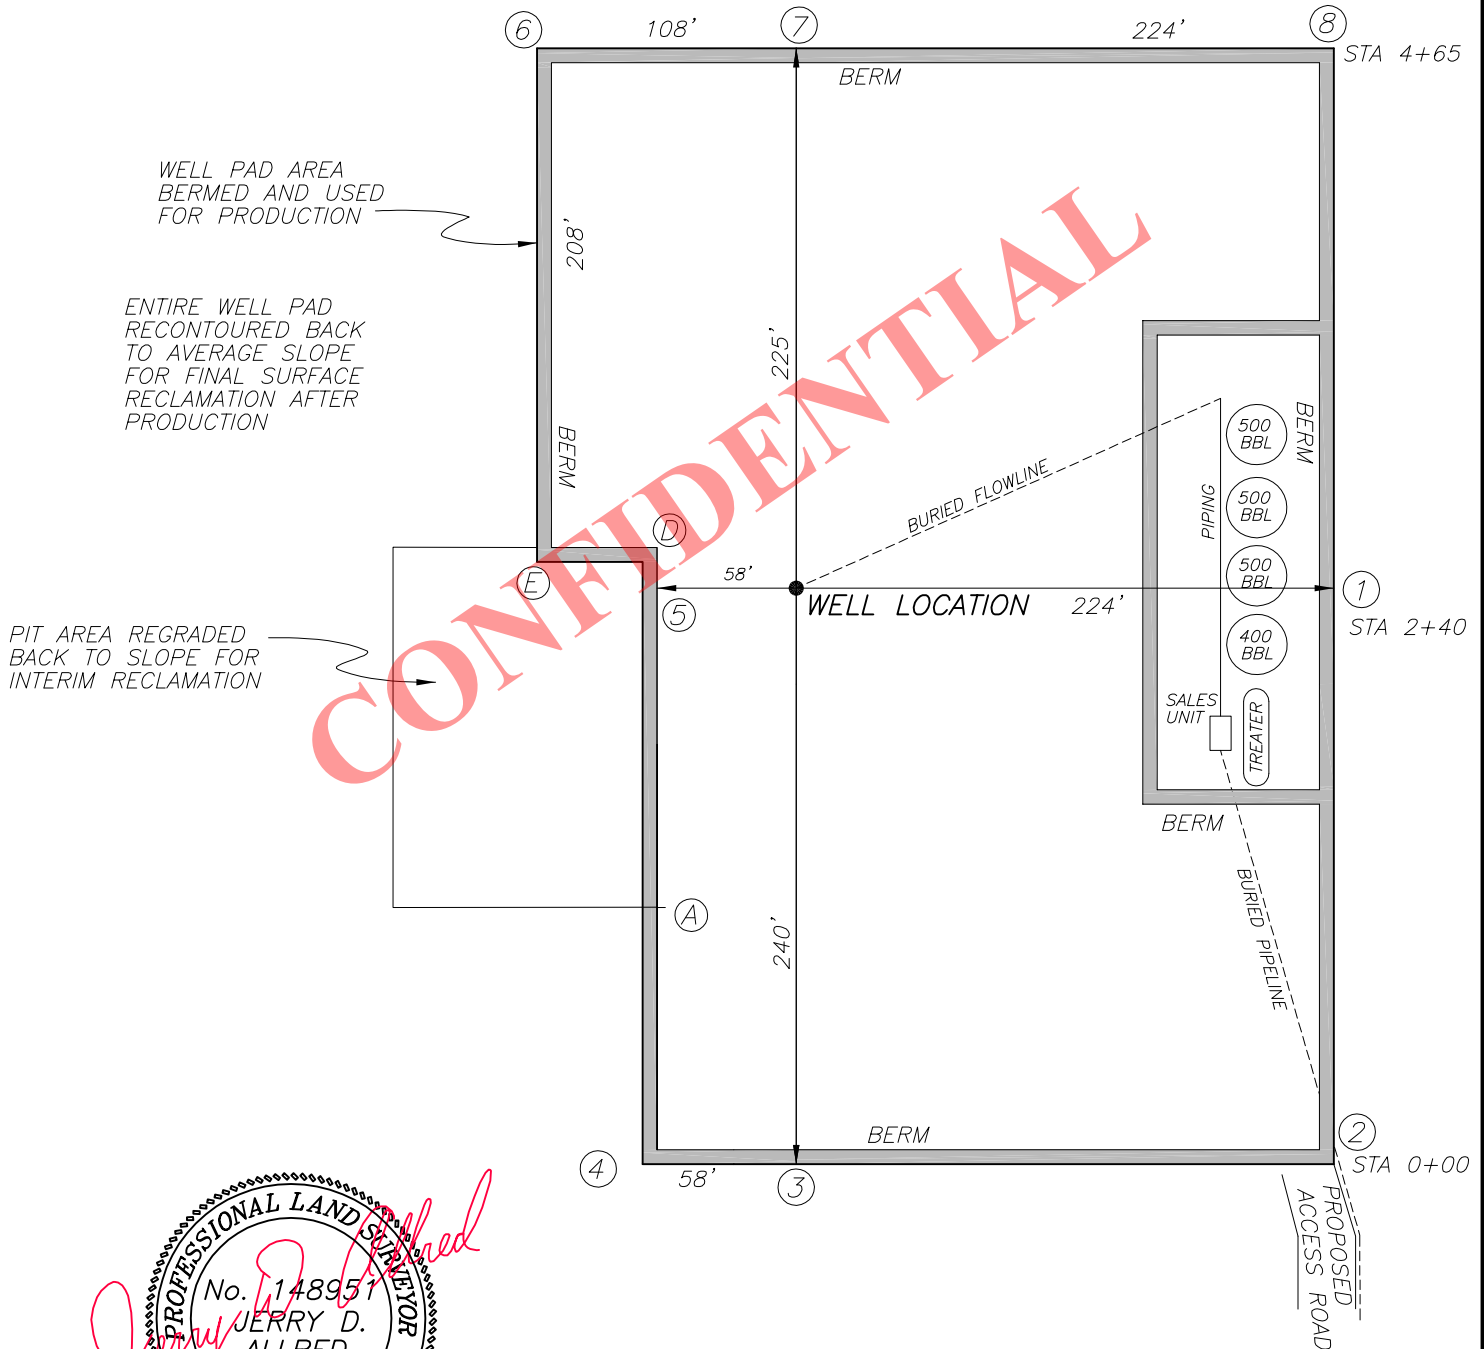 6
108'
7
224'
8
STA 4+65
BERM
WELL PAD AREA
BERMED AND USED
FOR PRODUCTION
208'
ENTIRE WELL PAD
RECONTOURED BACK
TO AVERAGE SLOPE
FOR FINAL SURFACE
RECLAMATION AFTER
PRODUCTION
225'
BERM
CONFIDENTIAL
BURIED FLOWLINE
PIPING
500
BBL
500
BBL
500
BBL
400
BBL
BERM
D
E
58'
5
WELL LOCATION
224'
1
STA 2+40
PIT AREA REGRADED
BACK TO SLOPE FOR
INTERIM RECLAMATION
SALES
UNIT
TREATER
BERM
A
240'
BURIED PIPELINE
BERM
2
STA 0+00
4
58'
3
PROPOSED
ACCESS ROAD
PROFESSIONAL LAND SURVEYOR
No. 148951
JERRY D.
ALLRED
Jerry D Allred